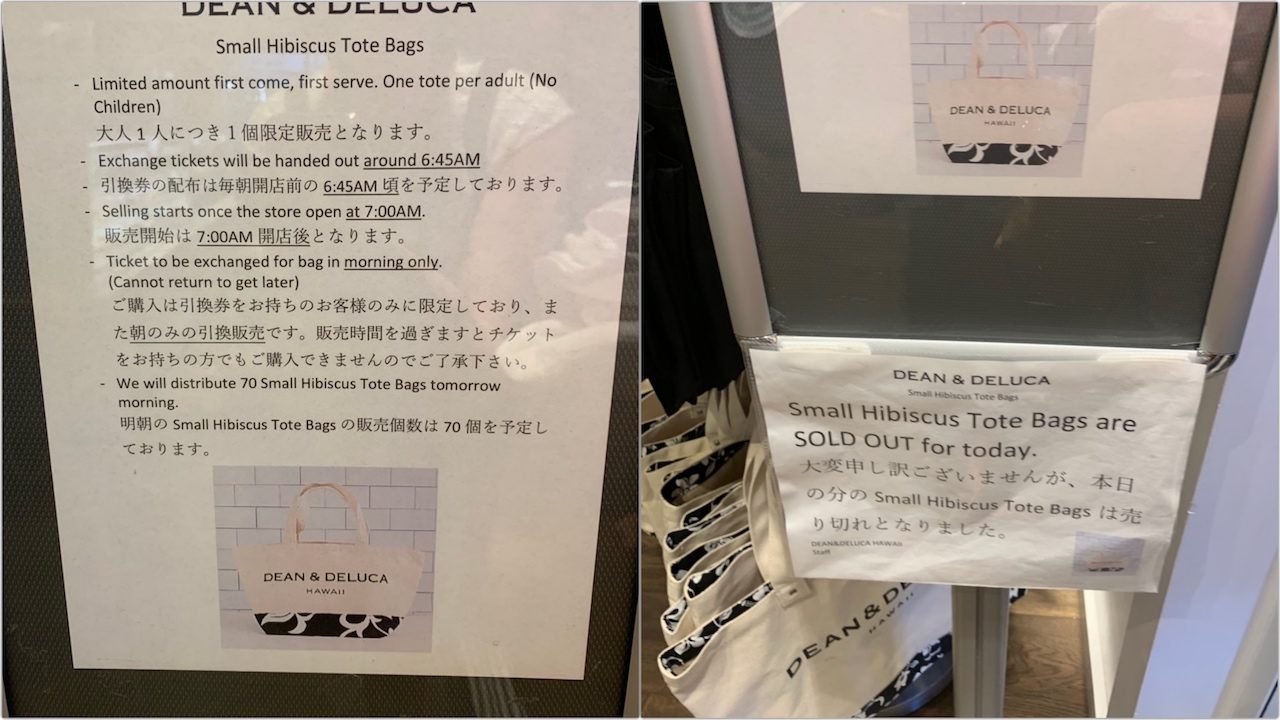 DEAN & DELUCA
Small Hibiscus Tote Bags
- Limited amount first come, first serve. One tote per adult (No
Children)
大人1人につき1個限定販売となります。
- Exchange tickets will be handed out around 6:45AM
- 引換券の配布は毎朝開店前の 6:45AM 頃を予定しております。
- Selling starts once the store open at 7:00AM.
販売開始は 7:00AM 開店後となります。
- Ticket to be exchanged for bag in morning only.
(Cannot return to get later)
ご購入は引換券をお持ちのお客様のみに限定しており、ま
た朝のみの引換販売です。販売時間を過ぎますとチケット
をお持ちの方でもご購入できませんのでご了承下さい。
- We will distribute 70 Small Hibiscus Tote Bags tomorrow
morning.
明朝の Small Hibiscus Tote Bags の販売個数は 70 個を予定し
ております。
DEAN & DELUCA
HAWAII
DEAN & DELUCA
HAWAII
DEAN & DELUCA
Small Hibiscus Tote Bags
Small Hibiscus Tote Bags are
SOLD OUT for today.
大変申し訳ございませんが、本日
の分の Small Hibiscus Tote Bags は売
り切れとなりました。
DEAN&DELUCA HAWAII
Staff
DEAN & DE
HAWAII